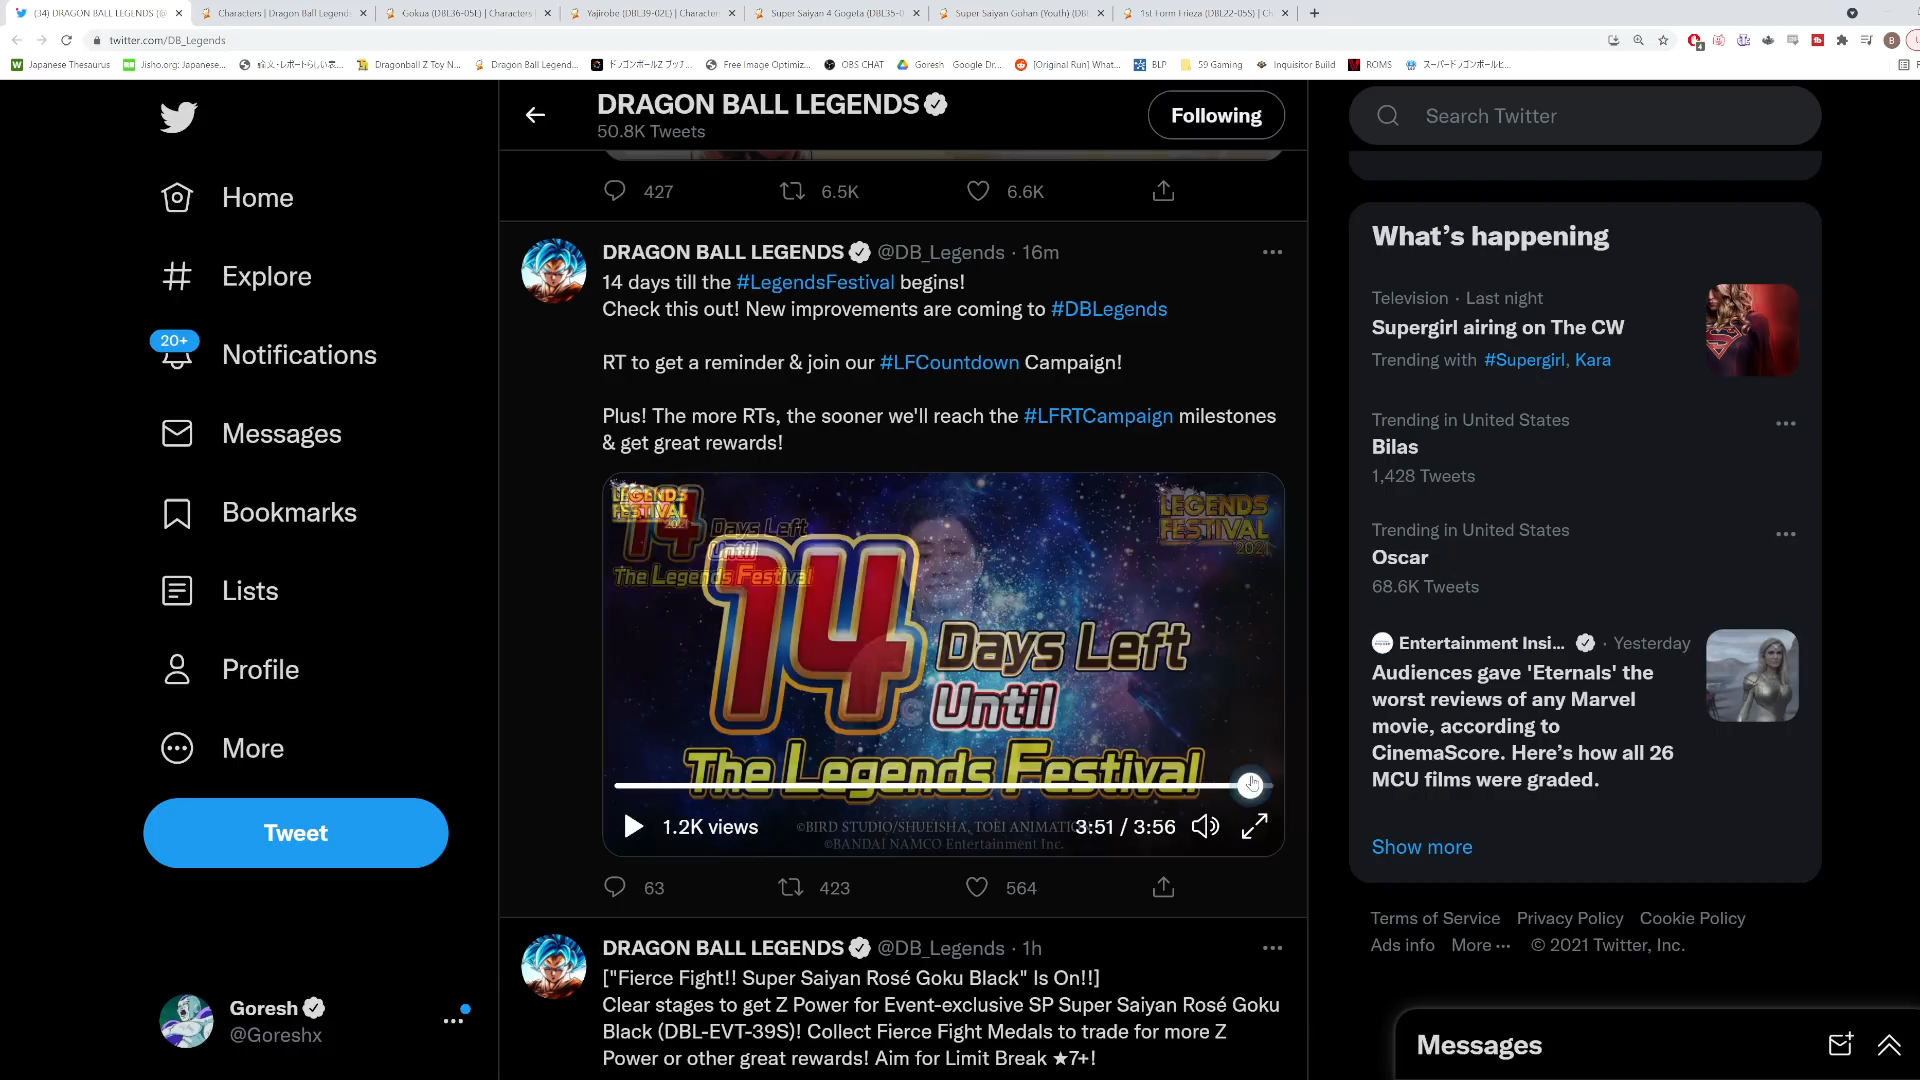 (34) DRAGON BALL LEGENDS (@
Characters | Dragon Ball Legends
Gokua (DBL36-05E) | Characters
Yajirobe (DBL39-02E) | Character
Super Saiyan 4 Gogeta (DBL35-0
Super Saiyan Gohan (Youth) (DBL
1st Form Frieza (DBL22-05S) | Ch
twitter.com/DB_Legends
Japanese Thesaurus
Jisho.org: Japanese...
論文・レポートらしい表...
Dragonball Z Toy N...
Dragon Ball Legend...
ドラゴンボールZ ブッチ...
Free Image Optimiz...
OBS CHAT
Goresh Google Dr...
[Original Run] What...
BLP
59 Gaming
Inquisitor Build
ROMS
スーパードラゴンボールヒ...
Home
Explore
20+
Notifications
Messages
Bookmarks
Lists
Profile
More
Tweet
Goresh
@Goreshx
DRAGON BALL LEGENDS
50.8K Tweets
Following
427 6.5K 6.6K
DRAGON BALL LEGENDS @DB_Legends · 16m
14 days till the #LegendsFestival begins!
Check this out! New improvements are coming to #DBLegends
RT to get a reminder & join our #LFCountdown Campaign!
Plus! The more RTs, the sooner we'll reach the #LFRTCampaign milestones
& get great rewards!
LEGENDS
FESTIVAL
2021
14 Days Left
Until
The Legends Festival
LEGENDS
FESTIVAL
2021
14 Days Left
Until
The Legends Festival
1.2K views
©BIRD STUDIO/SHUEISHA, TOEI ANIMATIO
©BANDAI NAMCO Entertainment Inc.
3:51 / 3:56
63 423 564
DRAGON BALL LEGENDS @DB_Legends · 1h
["Fierce Fight!! Super Saiyan Rosé Goku Black" Is On!!]
Clear stages to get Z Power for Event-exclusive SP Super Saiyan Rosé Goku
Black (DBL-EVT-39S)! Collect Fierce Fight Medals to trade for more Z
Power or other great rewards! Aim for Limit Break ★7+!
Search Twitter
What's happening
Television · Last night
Supergirl airing on The CW
Trending with #Supergirl, Kara
Trending in United States
Bilas
1,428 Tweets
Trending in United States
Oscar
68.6K Tweets
Entertainment Insi... · Yesterday
Audiences gave 'Eternals' the
worst reviews of any Marvel
movie, according to
CinemaScore. Here's how all 26
MCU films were graded.
Show more
Terms of Service Privacy Policy Cookie Policy
Ads info More ··· © 2021 Twitter, Inc.
Messages